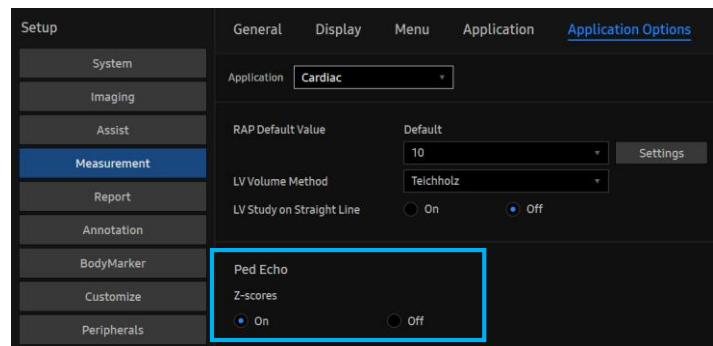 Setup
General Display Menu Application Application Options
System
Imaging
Assist
Measurement
Report
Annotation
BodyMarker
Customize
Peripherals
Application Cardiac
RAP Default Value Default
10 Settings
LV Volume Method Teichholz
LV Study on Straight Line On Off
Ped Echo
Z-scores
On Off